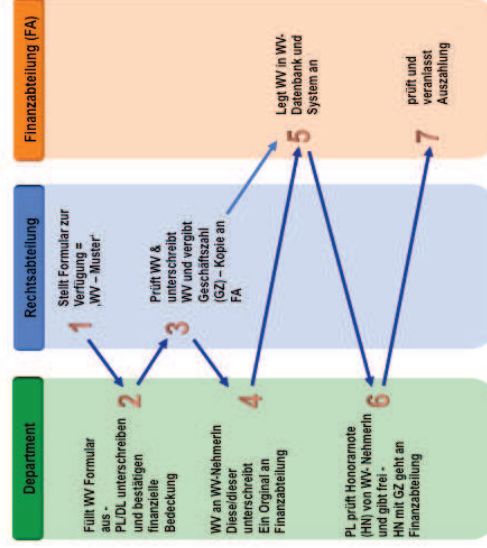 Department
Füllt WV Formular
aus -
PL/DL unterschreiben
und bestätigen
finanzielle
Bedeckung
2
WV an WV-NehmerIn
Diese/dieser
unterschreibt
Ein Orginal an
Finanzabteilung
4
PL prüft Honorarnote
(HN) von WV- NehmerIn
und gibt frei -
HN mit GZ geht an
Finanzabteilung
6
Rechtsabteilung
Stellt Formular zur
Verfügung =
„WV – Muster‘
1
Prüft WV &
unterschreibt
WV und vergibt
Geschäftszahl
(GZ) – Kopie an
FA
3
Finanzabteilung (FA)
Legt WV in WV-
Datenbank und
System an
5
prüft und
veranlasst
Auszahlung
7